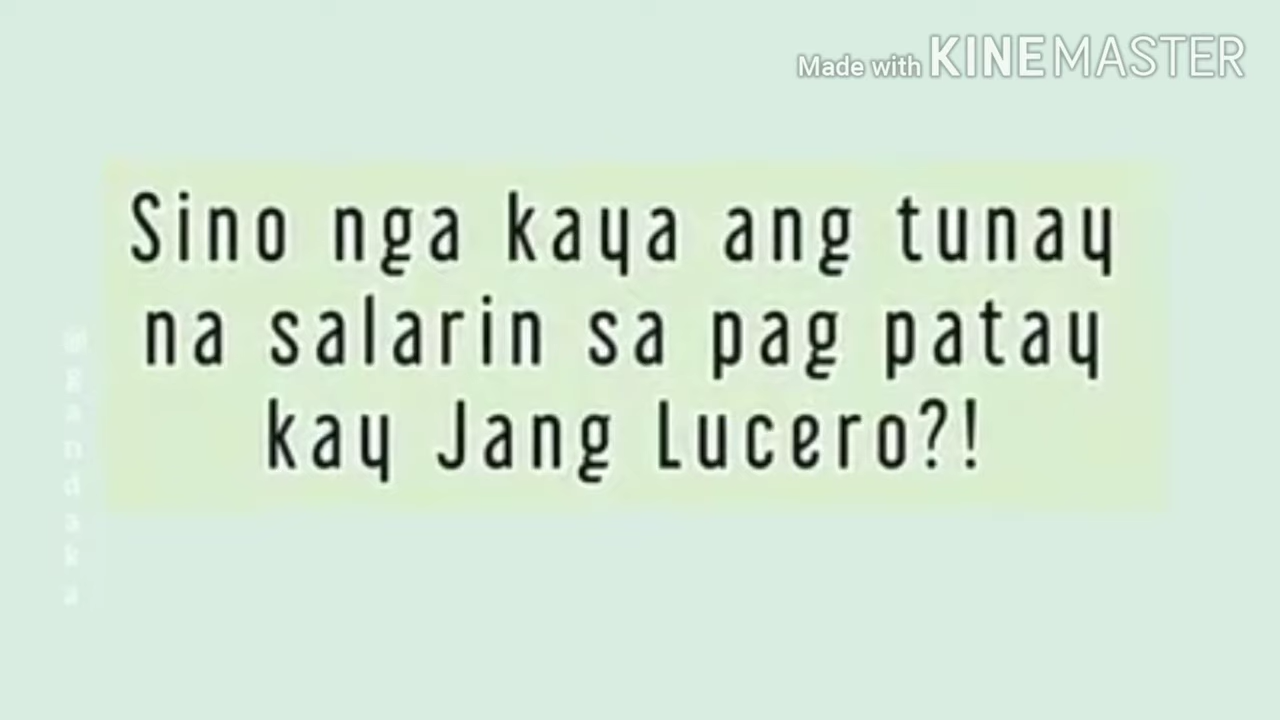 Made with KINEMASTER
Sino nga kaya ang tunay
na salarin sa pag patay
kay Jang Lucero?!